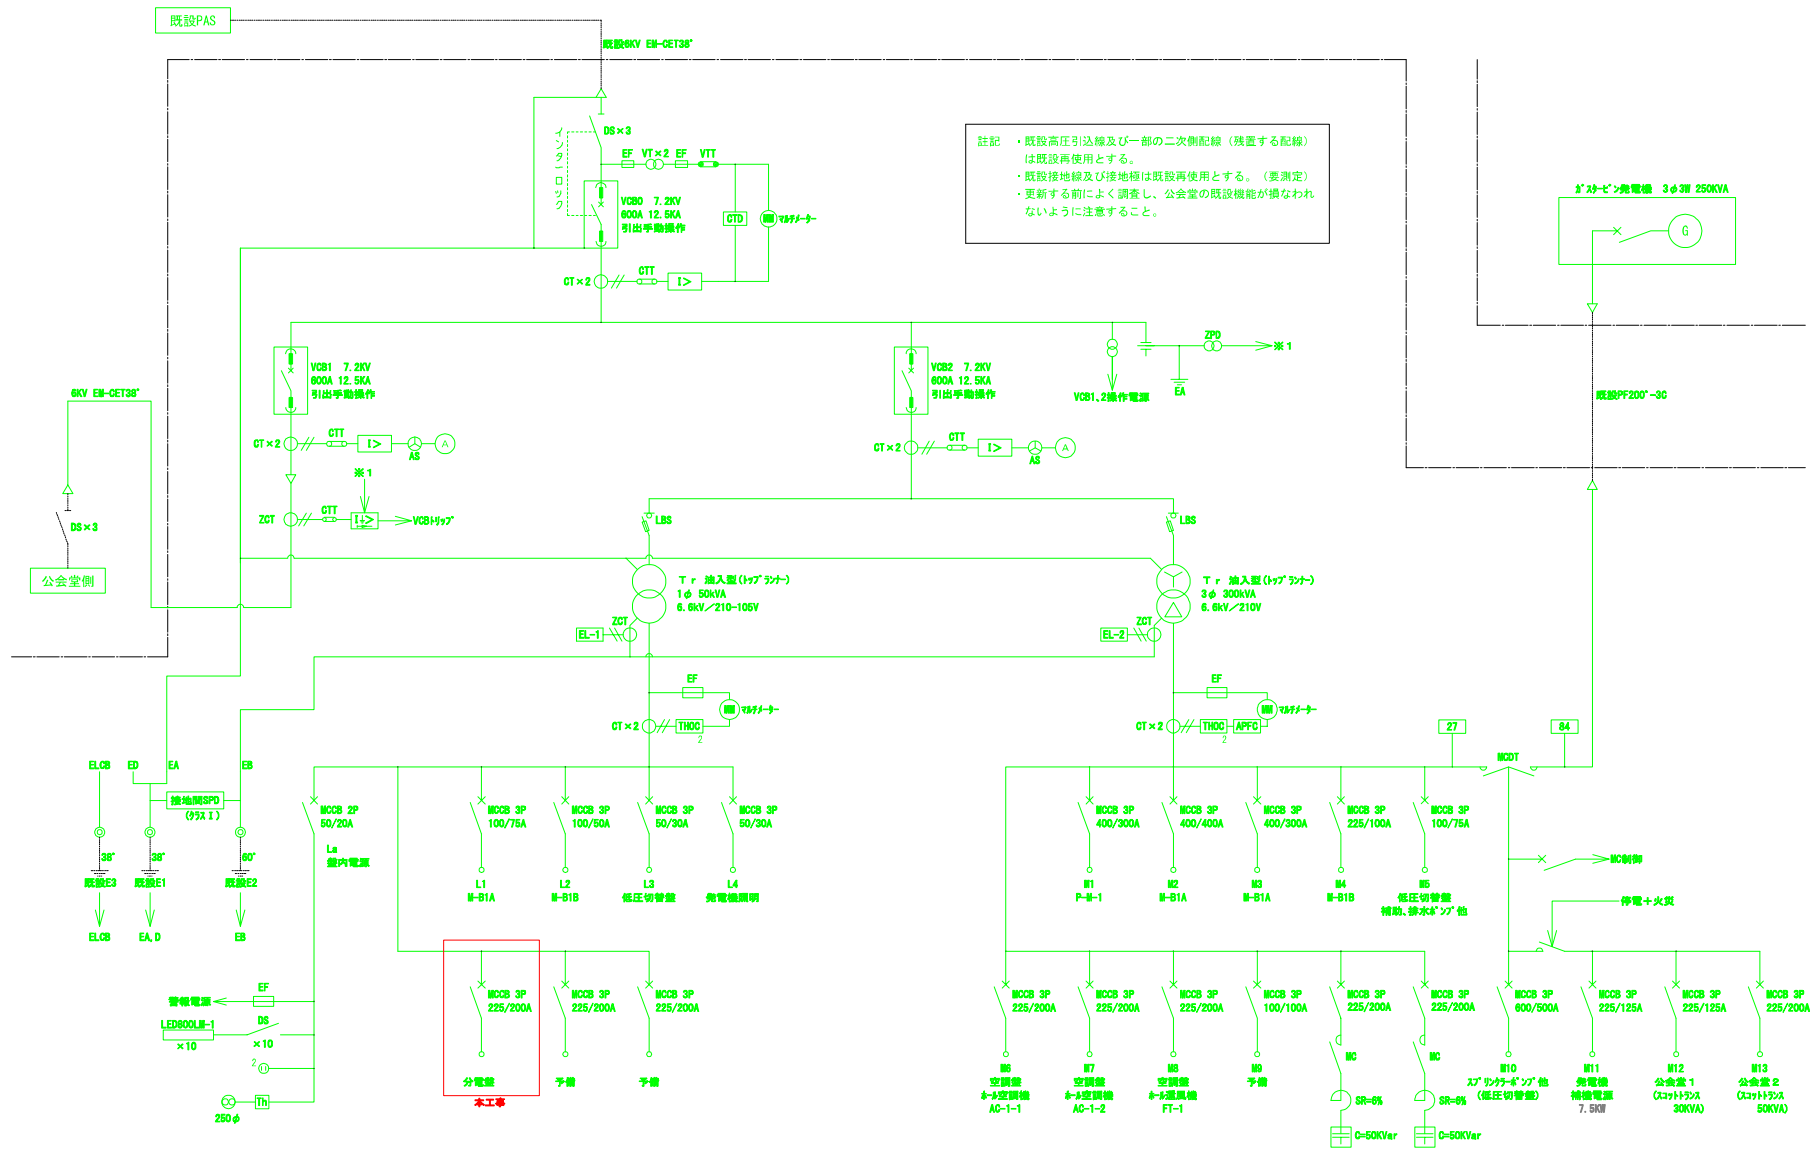 既設PAS
既設6KV EM-CET38°
DS×3
インターロック
EF VT×2 EF VTT
VCB0 7.2KV
600A 12.5KA
引出手動操作
CTD
MM マルチメーター
CT×2
CTT
I>
註記 ・既設高圧引込線及び一部の二次側配線（残置する配線）
は既設再使用とする。
・既設接地線及び接地極は既設再使用とする。（要測定）
・更新する前によく調査し、公会堂の既設機能が損なわれ
ないように注意すること。
ガスタービン発電機 3φ3W 250KVA
G
VCB1 7.2KV
600A 12.5KA
引出手動操作
VCB2 7.2KV
600A 12.5KA
引出手動操作
ZPD
※1
EA
VCB1、2操作電源
6KV EM-CET38°
既設PF200°-3C
CT×2
CTT
I>
AS
A
CT×2
CTT
I>
AS
A
※1
ZCT
CTT
VCBトリップ
DS×3
公会堂側
LBS
LBS
Tr 油入型(トップランナー)
1φ 50kVA
6.6kV／210-105V
Tr 油入型(トップランナー)
3φ 300kVA
6.6kV／210V
ZCT
EL-1
ZCT
EL-2
EF
MM マルチメーター
CT×2
THDC
2
EF
MM マルチメーター
CT×2
THDC
APFC
2
27
84
MCDT
ELCB ED EA EB
接地間SPD
(クラスⅠ)
38°
38°
60°
既設E3
既設E1
既設E2
ELCB
EA,D
EB
MCCB 2P
50/20A
La
盤内電源
MCCB 3P
100/75A
L1
M-B1A
MCCB 3P
100/50A
L2
M-B1B
MCCB 3P
50/30A
L3
低圧切替盤
MCCB 3P
50/30A
L4
発電機照明
MCCB 3P
400/300A
M1
P-M-1
MCCB 3P
400/400A
M2
M-B1A
MCCB 3P
400/300A
M3
M-B1A
MCCB 3P
225/100A
M4
M-B1B
MCCB 3P
100/75A
M5
低圧切替盤
補助、排水ポンプ他
MC制御
停電＋火災
警報電源
EF
LED600LM-1
×10
DS
×10
2
Th
250φ
MCCB 3P
225/200A
分電盤
本工事
MCCB 3P
225/200A
予備
MCCB 3P
225/200A
予備
MCCB 3P
225/200A
M6
空調盤
ホール空調機
AC-1-1
MCCB 3P
225/200A
M7
空調盤
ホール空調機
AC-1-2
MCCB 3P
225/200A
M8
空調盤
ホール還風機
FT-1
MCCB 3P
100/100A
M9
予備
MCCB 3P
225/200A
MC
SR=6%
C=50KVar
MCCB 3P
225/200A
MC
SR=6%
C=50KVar
MCCB 3P
600/500A
M10
スプリンクラーポンプ他
(低圧切替盤)
MCCB 3P
225/125A
M11
発電機
補機電源
7.5KW
MCCB 3P
225/125A
M12
公会堂1
(スコットトランス
30KVA)
MCCB 3P
225/200A
M13
公会堂2
(スコットトランス
50KVA)